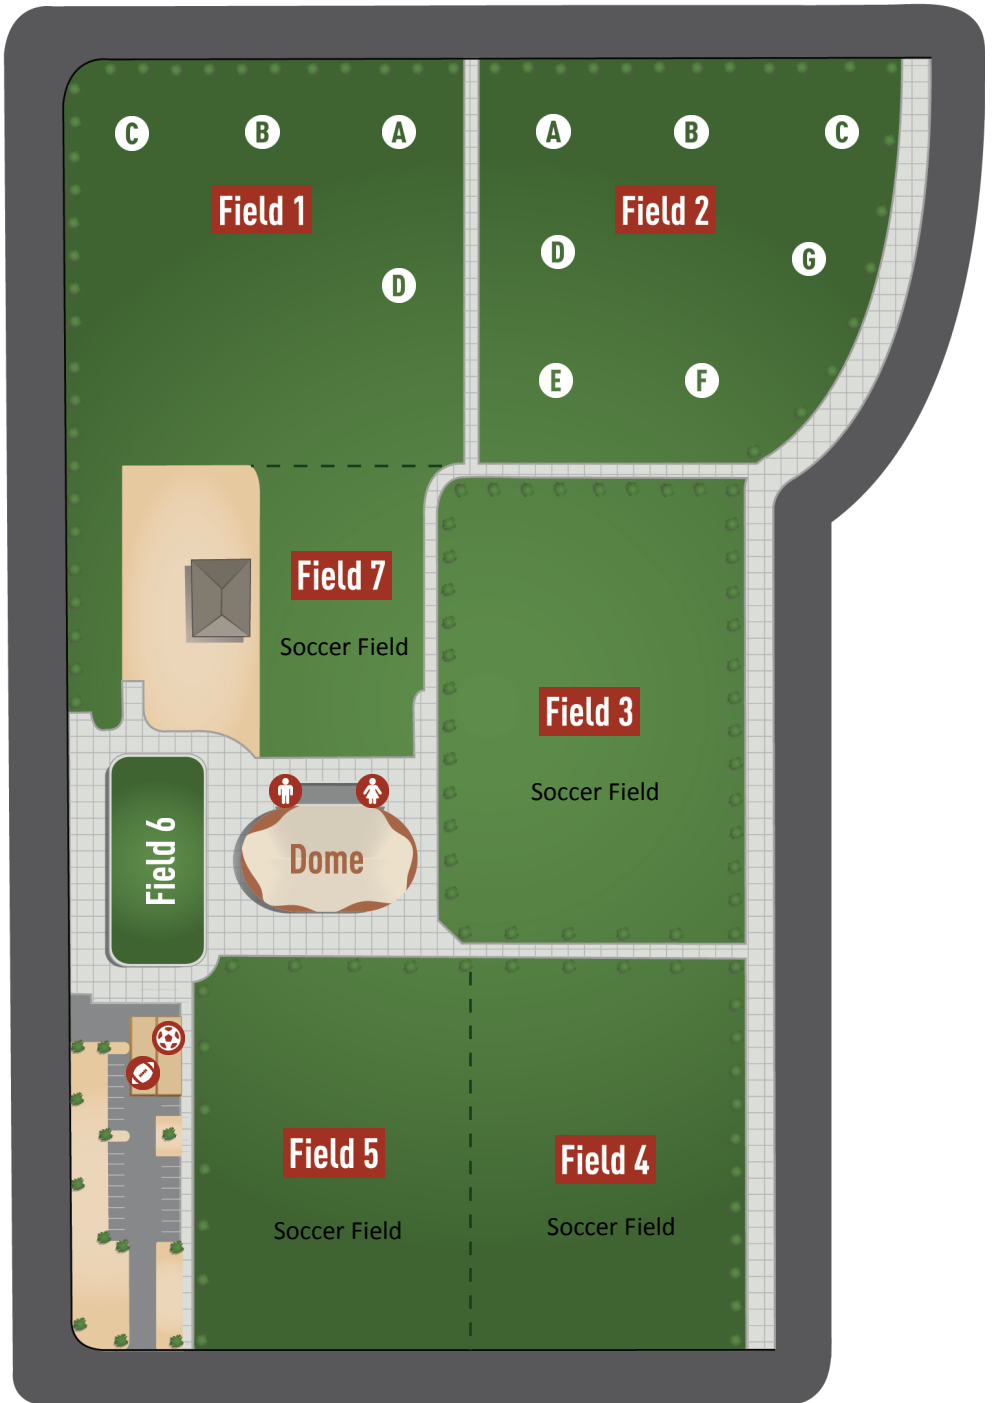 C B A A B C
Field 1 Field 2
D G
D
E F
Field 7
Soccer Field
Field 3
Soccer Field
Field 6
Dome
Field 5 Field 4
Soccer Field Soccer Field